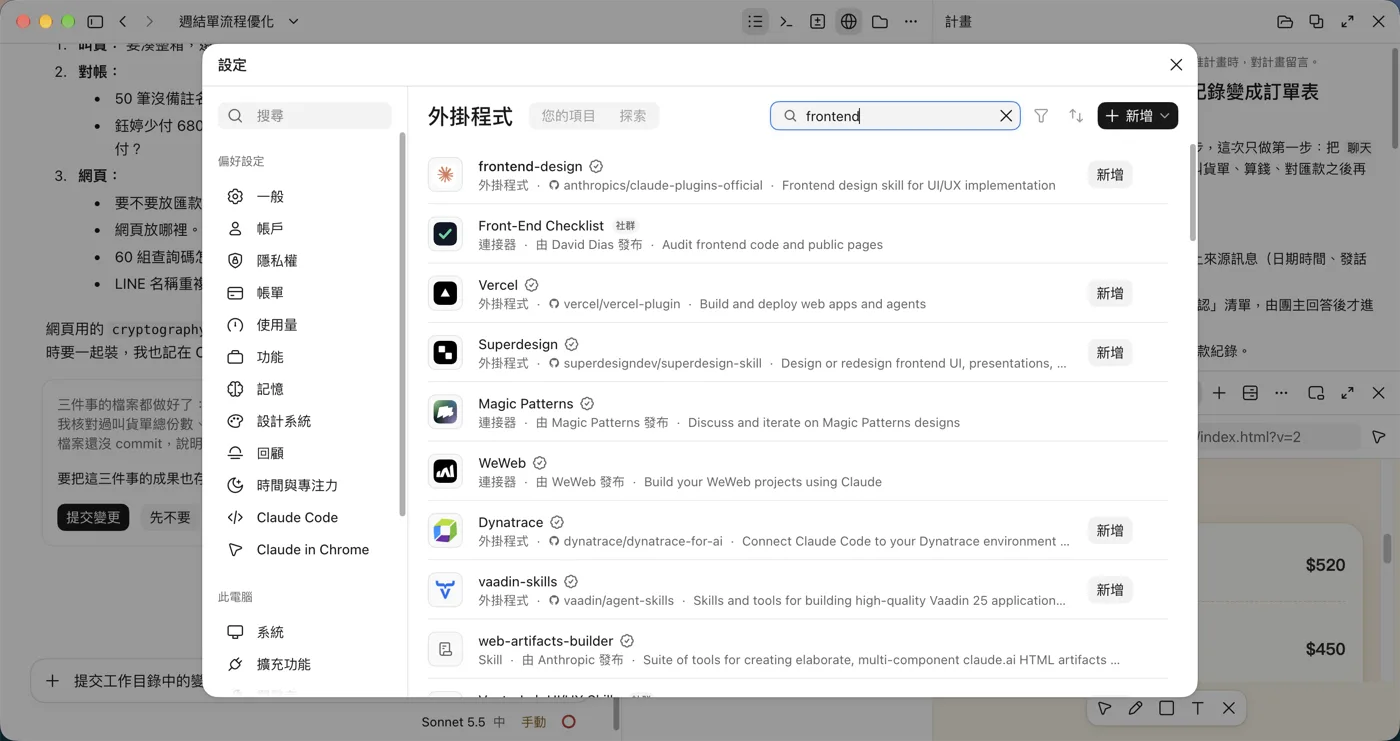 週結單流程優化
計畫
設定
搜尋
偏好設定
一般
帳戶
隱私權
帳單
使用量
功能
記憶
設計系統
回顧
時間與專注力
Claude Code
Claude in Chrome
此電腦
系統
擴充功能
外掛程式
您的項目 探索
frontend
新增
frontend-design
外掛程式 · anthropics/claude-plugins-official · Frontend design skill for UI/UX implementation
新增
Front-End Checklist 社群
連接器 · 由 David Dias 發布 · Audit frontend code and public pages
Vercel
外掛程式 · vercel/vercel-plugin · Build and deploy web apps and agents
新增
Superdesign
外掛程式 · superdesigndev/superdesign-skill · Design or redesign frontend UI, presentations, ...
新增
Magic Patterns
連接器 · 由 Magic Patterns 發布 · Discuss and iterate on Magic Patterns designs
WeWeb
連接器 · 由 WeWeb 發布 · Build your WeWeb projects using Claude
Dynatrace
外掛程式 · dynatrace/dynatrace-for-ai · Connect Claude Code to your Dynatrace environment ...
新增
vaadin-skills
外掛程式 · vaadin/agent-skills · Skills and tools for building high-quality Vaadin 25 application...
新增
web-artifacts-builder
Skill · 由 Anthropic 發布 · Suite of tools for creating elaborate, multi-component claude.ai HTML artifacts ...
2. 對帳：
50 筆沒備註名
鈺婷少付 680
付？
3. 網頁：
要不要放匯款
網頁放哪裡。
60 組查詢碼怎
LINE 名稱重複
網頁用的 cryptography
時要一起裝，我也記在 C
三件事的檔案都做好了：
我核對過叫貨單總份數、
檔案還沒 commit，說明
要把這三件事的成果也存
提交變更 先不要
提交工作目錄中的變
Sonnet 5.5 中 手動
計畫時，對計畫留言。
記錄變成訂單表
步，這次只做第一步：把 聊天
叫貨單、算錢、對匯款之後再
上來源訊息（日期時間、發話
認」清單，由團主回答後才進
款紀錄。
/index.html?v=2
$520
$450